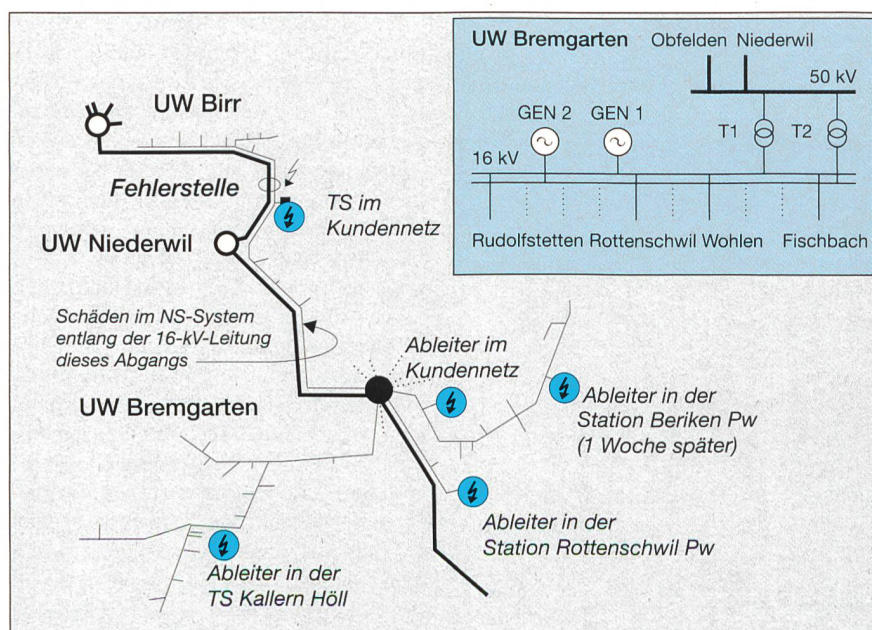 UW Bremgarten
Obfelden Niederwil
50 kV
GEN 2
GEN 1
T1
T2
16 kV
Rudolfstetten
Rottenschwil
Wohlen
Fischbach
UW Birr
Fehlerstelle
TS im
Kundennetz
UW Niederwil
Schäden im NS-System
entlang der 16-kV-Leitung
dieses Abgangs
Ableiter im
Kundennetz
UW Bremgarten
Ableiter in der
Station Beriken Pw
(1 Woche später)
Ableiter in der
Station Rottenschwil Pw
Ableiter in der
TS Kallern Höll